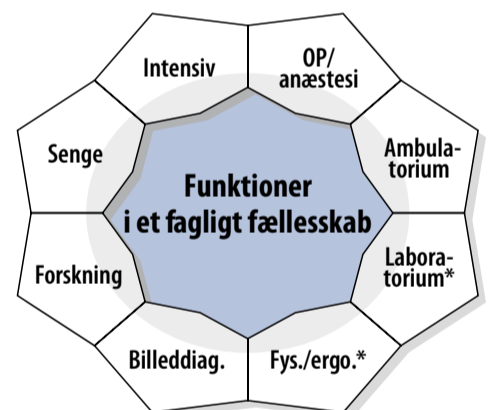 Intensiv
OP/
anæstesi
Senge
Ambula-
torium
Funktioner
i et fagligt fællesskab
Forskning
Labora-
torium*
Billeddiag.
Fys./ergo.*